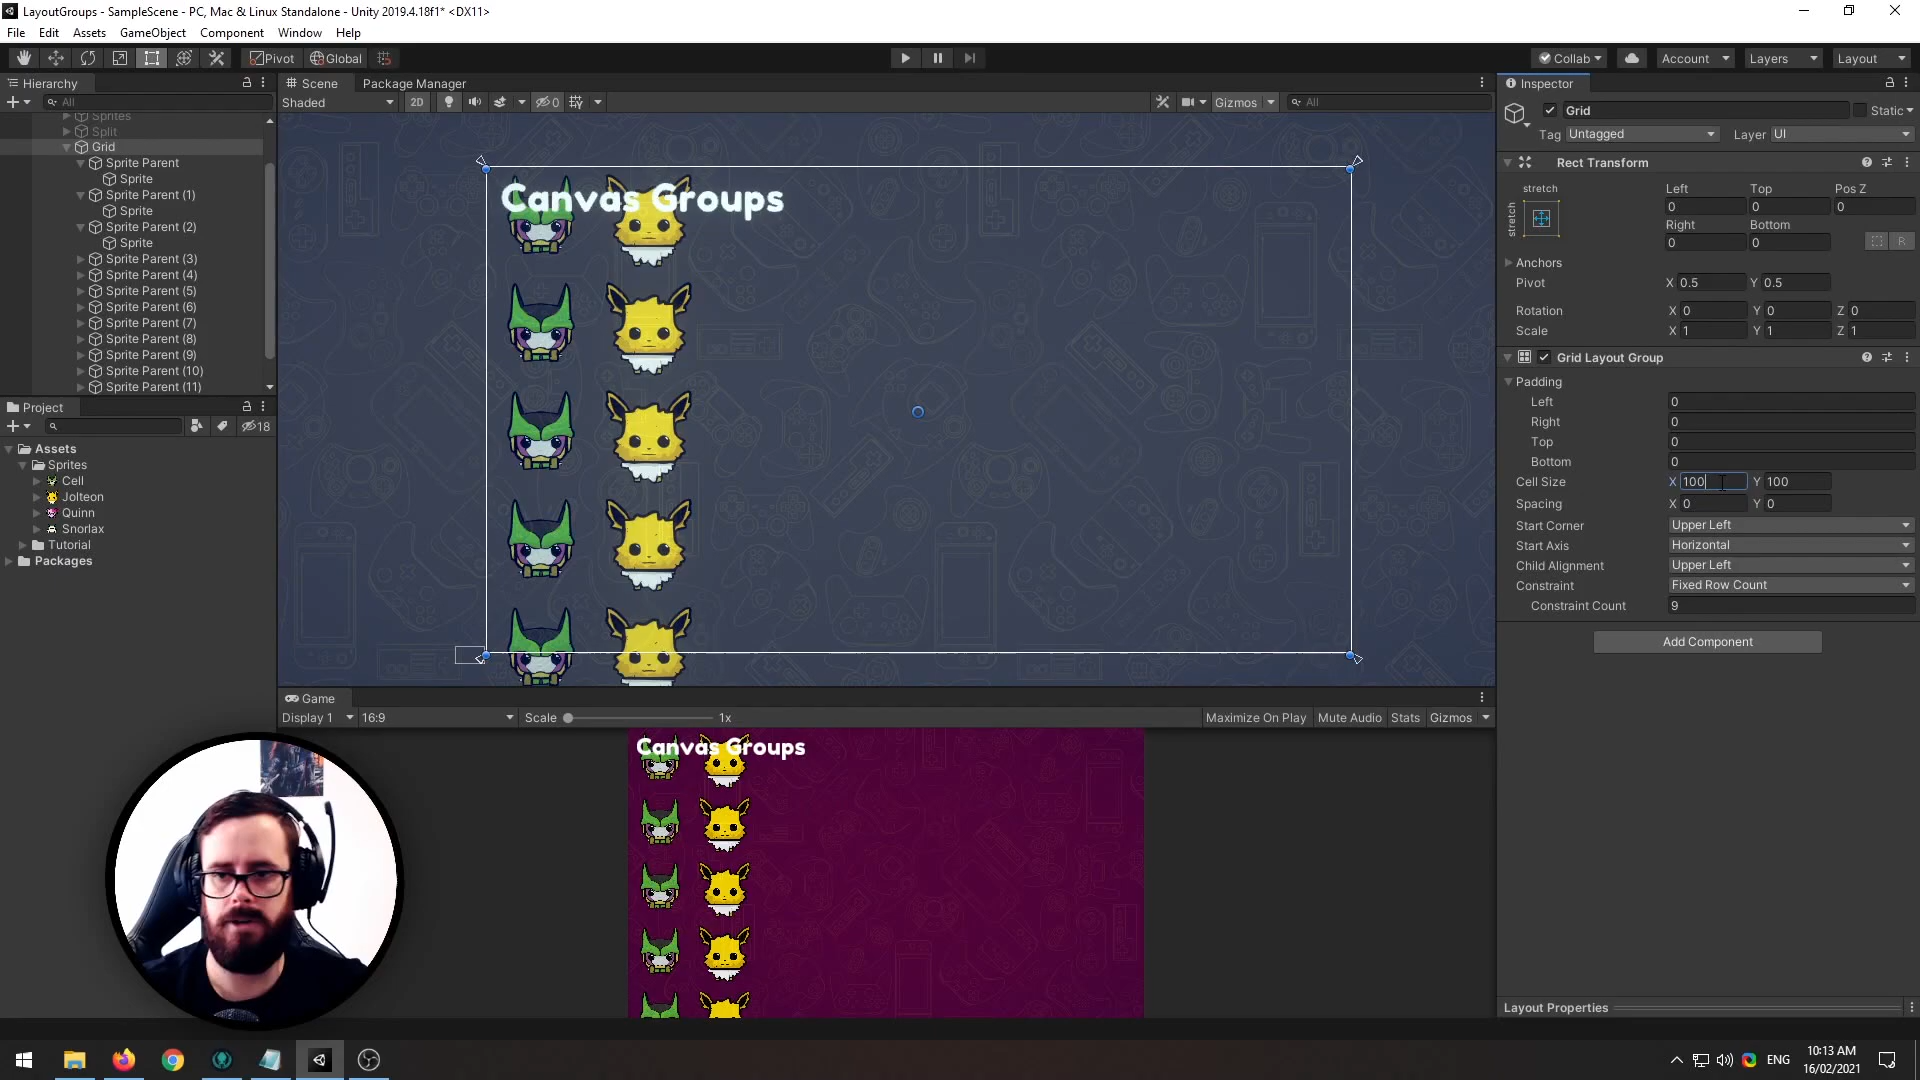 LayoutGroups - SampleScene - PC, Mac & Linux Standalone - Unity 2019.4.18f1* <DX11>
File Edit Assets GameObject Component Window Help
Pivot Global Collab Account Layers Layout
Hierarchy
All
Sprites
Split
Grid
Sprite Parent
Sprite
Sprite Parent (1)
Sprite
Sprite Parent (2)
Sprite
Sprite Parent (3)
Sprite Parent (4)
Sprite Parent (5)
Sprite Parent (6)
Sprite Parent (7)
Sprite Parent (8)
Sprite Parent (9)
Sprite Parent (10)
Sprite Parent (11)
Project
18
Assets
Sprites
Cell
Jolteon
Quinn
Snorlax
Tutorial
Packages
Scene Package Manager
Shaded 2D 0 Gizmos All
Canvas Groups
Game
Display 1 16:9 Scale 1x Maximize On Play Mute Audio Stats Gizmos
Canvas Groups
Inspector
Grid Static
Tag Untagged Layer UI
Rect Transform
stretch Left Top Pos Z
stretch 0 0 0
Right Bottom
0 0 R
Anchors
Pivot X 0.5 Y 0.5
Rotation X 0 Y 0 Z 0
Scale X 1 Y 1 Z 1
Grid Layout Group
Padding
Left 0
Right 0
Top 0
Bottom 0
Cell Size X 100 Y 100
Spacing X 0 Y 0
Start Corner Upper Left
Start Axis Horizontal
Child Alignment Upper Left
Constraint Fixed Row Count
Constraint Count 9
Add Component
Layout Properties
ENG 10:13 AM
16/02/2021